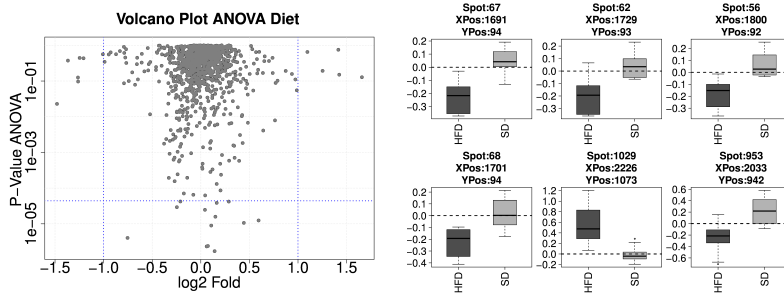 Volcano Plot ANOVA Diet
P-Value ANOVA
1e-01
1e-03
1e-05
-1.5 -1.0 -0.5 0.0 0.5 1.0 1.5
log2 Fold
Spot:67
XPos:1691
YPos:94
0.2
0.1
0.0
-0.1
-0.2
-0.3
HFD SD
Spot:62
XPos:1729
YPos:93
0.2
0.1
0.0
-0.1
-0.2
-0.3
HFD SD
Spot:56
XPos:1800
YPos:92
0.2
0.1
0.0
-0.1
-0.2
-0.3
HFD SD
Spot:68
XPos:1701
YPos:94
0.2
0.1
0.0
-0.1
-0.2
-0.3
-0.4
HFD SD
Spot:1029
XPos:2226
YPos:1073
1.2
1.0
0.8
0.6
0.4
0.2
0.0
-0.2
HFD SD
Spot:953
XPos:2033
YPos:942
0.6
0.4
0.2
0.0
-0.2
-0.4
-0.6
HFD SD